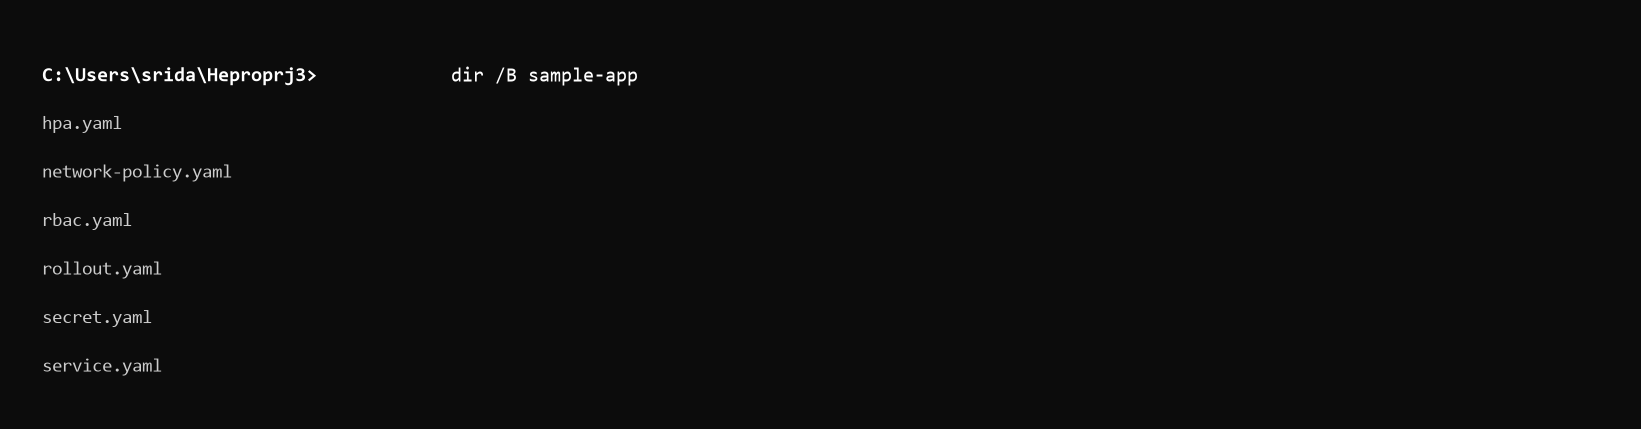 C:\Users\srida\Heproprj3> dir /B sample-app
hpa.yaml
network-policy.yaml
rbac.yaml
rollout.yaml
secret.yaml
service.yaml